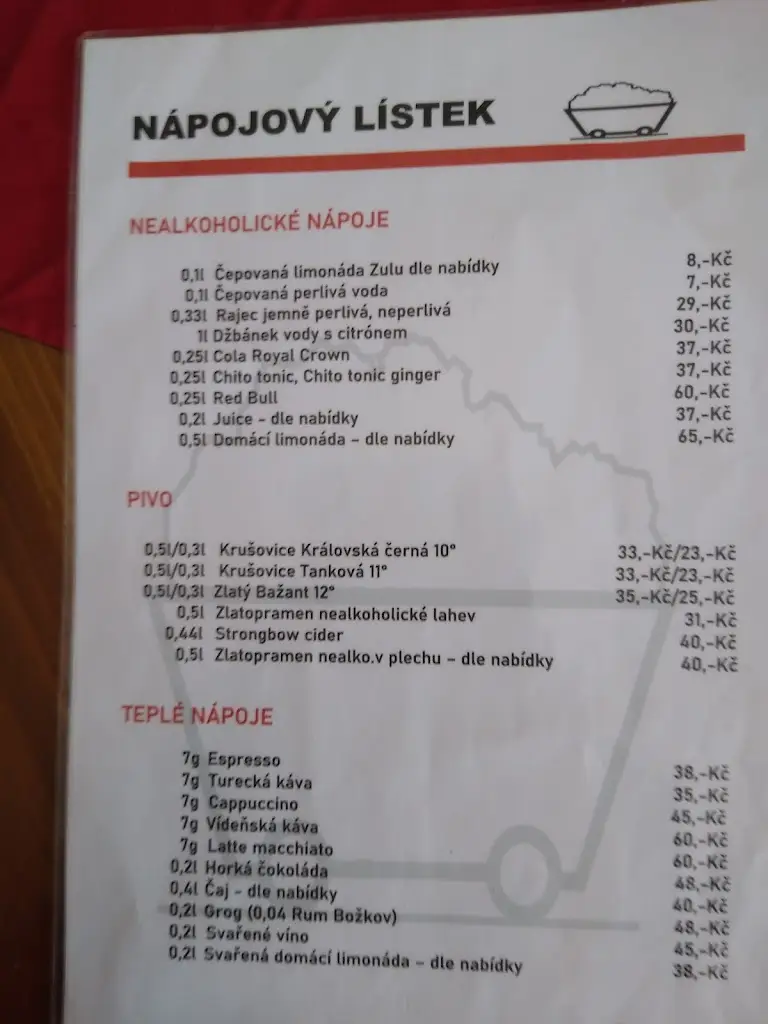 NÁPOJOVÝ LÍSTEK
NEALKOHOLICKÉ NÁPOJE
0,1l Čepovaná limonáda Zulu dle nabídky 8,-Kč
0,1l Čepovaná perlivá voda 7,-Kč
0,33l Rajec jemně perlivá, neperlivá 29,-Kč
1l Džbánek vody s citrónem 30,-Kč
0,25l Cola Royal Crown 37,-Kč
0,25l Chito tonic, Chito tonic ginger 37,-Kč
0,25l Red Bull 60,-Kč
0,2l Juice - dle nabídky 37,-Kč
0,5l Domácí limonáda – dle nabídky 65,-Kč
PIVO
0,5l/0,3l Krušovice Královská černá 10° 33,-Kč/23,-Kč
0,5l/0,3l Krušovice Tanková 11° 33,-Kč/23,-Kč
0,5l/0,3l Zlatý Bažant 12° 35,-Kč/25,-Kč
0,5l Zlatopramen nealkoholické lahev 31,-Kč
0,44l Strongbow cider 40,-Kč
0,5l Zlatopramen nealko.v plechu – dle nabídky 40,-Kč
TEPLÉ NÁPOJE
7g Espresso 38,-Kč
7g Turecká káva 35,-Kč
7g Cappuccino 45,-Kč
7g Vídeňská káva 60,-Kč
7g Latte macchiato 60,-Kč
0,2l Horká čokoláda 48,-Kč
0,4l Čaj - dle nabídky 40,-Kč
0,2l Grog (0,04 Rum Božkov) 48,-Kč
0,2l Svařené víno 45,-Kč
0,2l Svařená domácí limonáda – dle nabídky 38,-Kč